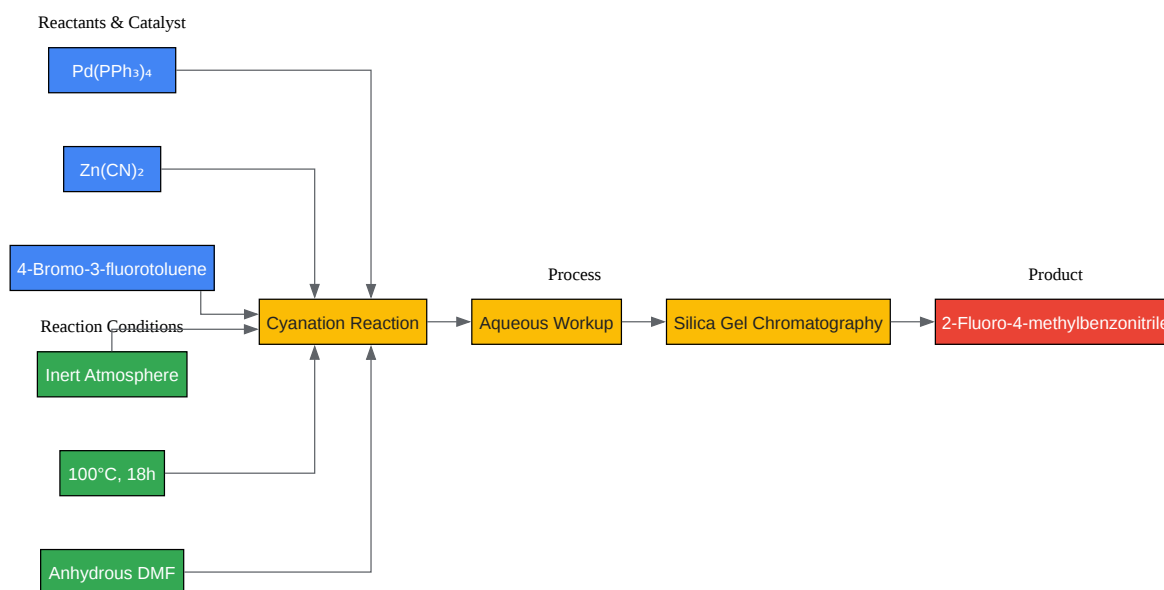 Reactants & Catalyst
Pd(PPh₃)₄
Zn(CN)₂
4-Bromo-3-fluorotoluene
Reaction Conditions
Inert Atmosphere
100°C, 18h
Anhydrous DMF
Cyanation Reaction
Process
Aqueous Workup
Silica Gel Chromatography
Product
2-Fluoro-4-methylbenzonitrile